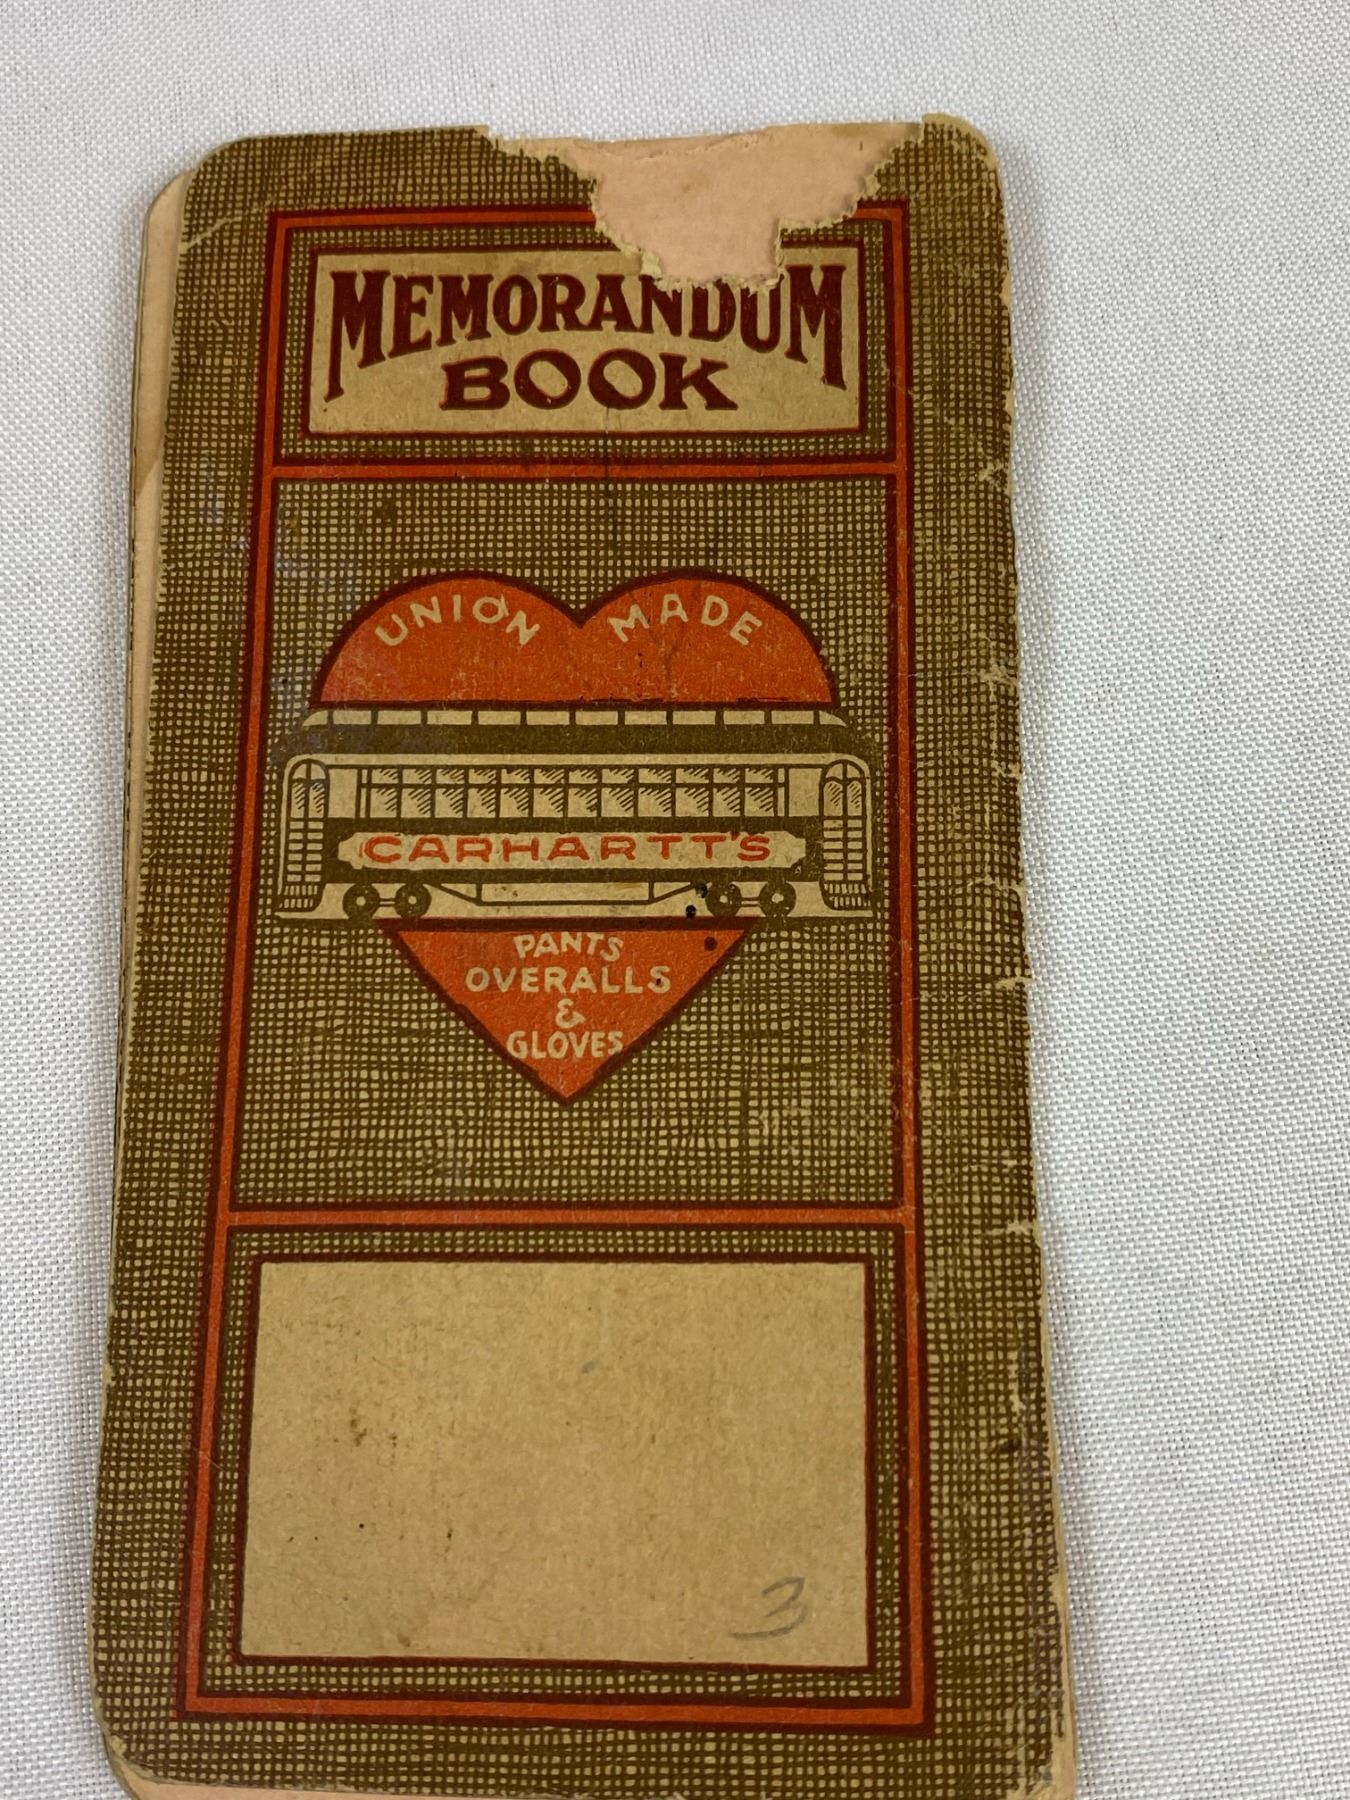 MEMORANDUM
BOOK
UNION MADE
CARHARTT'S
PANTS
OVERALLS
&
GLOVES
3